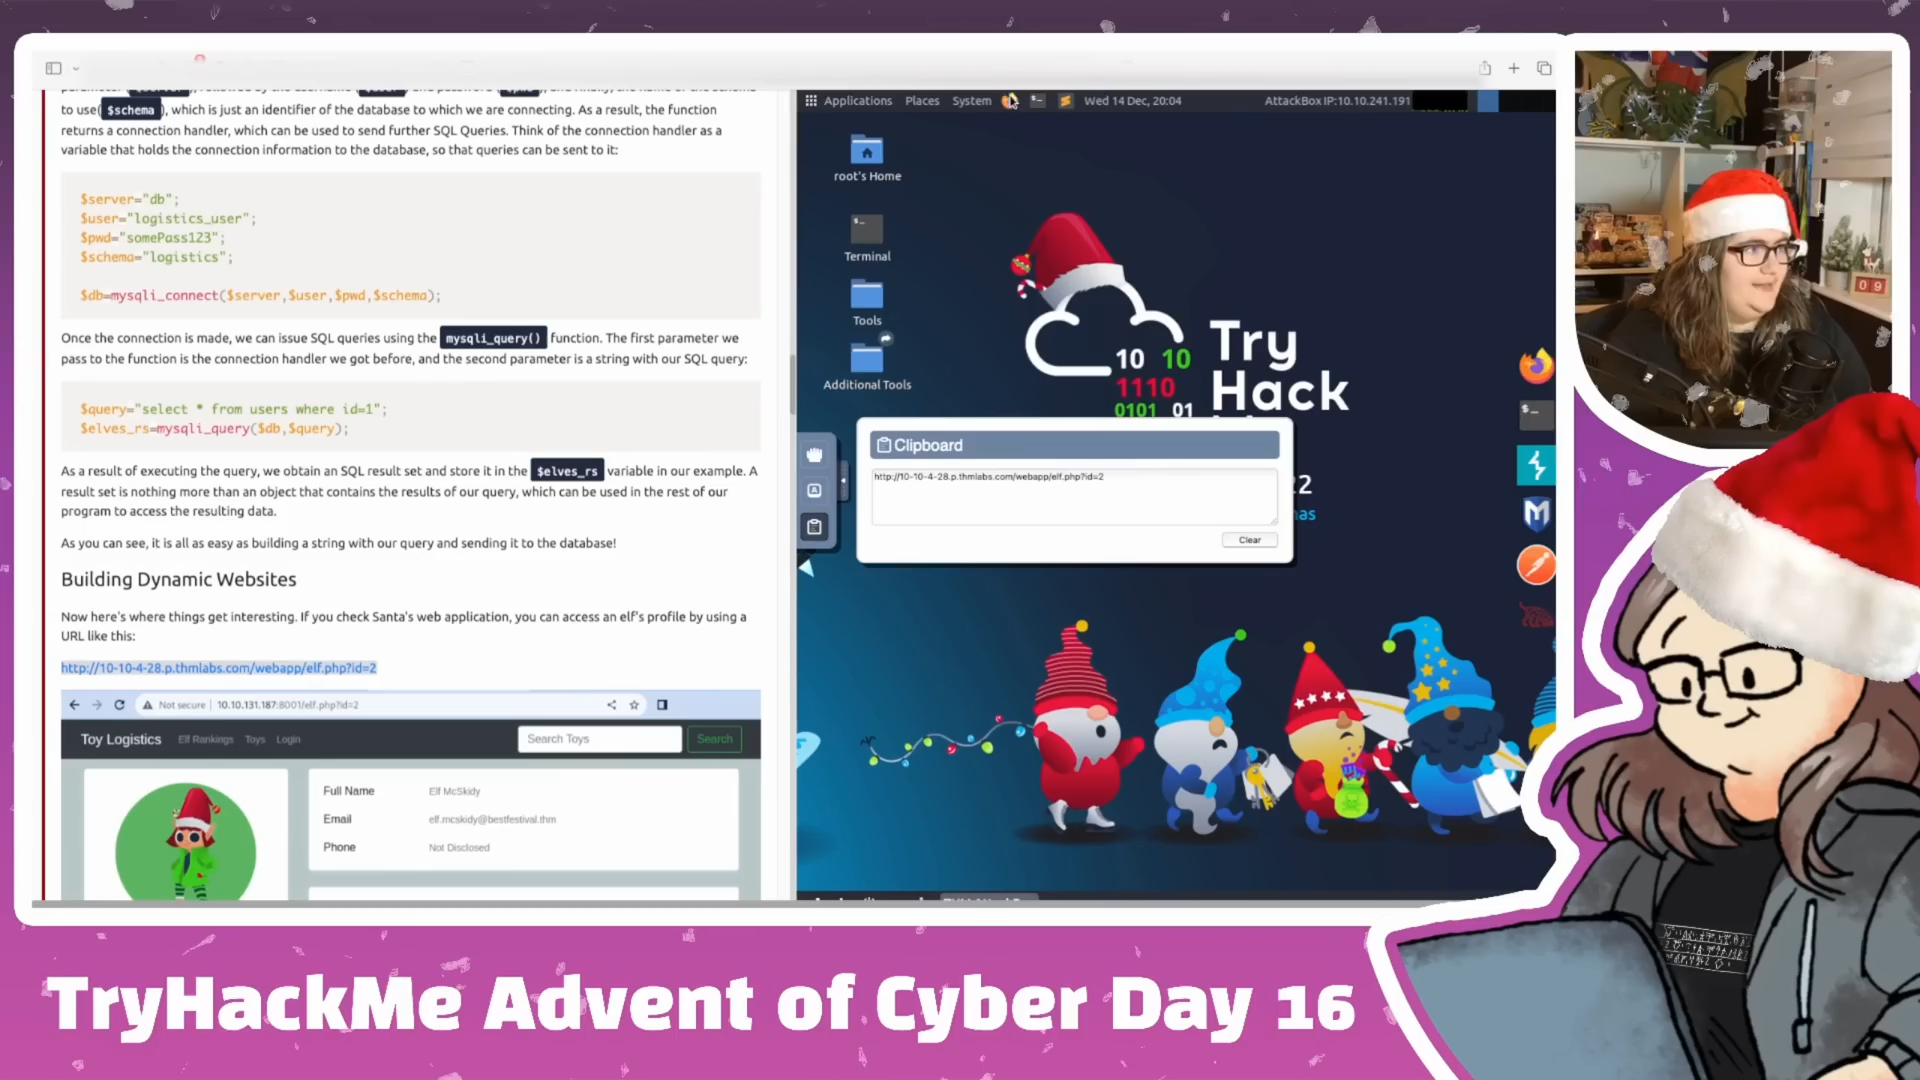 to use( $schema ), which is just an identifier of the database to which we are connecting. As a result, the function
returns a connection handler, which can be used to send further SQL Queries. Think of the connection handler as a
variable that holds the connection information to the database, so that queries can be sent to it:
$server="db";
$user="logistics_user";
$pwd="somePass123";
$schema="logistics";
$db=mysqli_connect($server,$user,$pwd,$schema);
Once the connection is made, we can issue SQL queries using the mysqli_query() function. The first parameter we
pass to the function is the connection handler we got before, and the second parameter is a string with our SQL query:
$query="select * from users where id=1";
$elves_rs=mysqli_query($db,$query);
As a result of executing the query, we obtain an SQL result set and store it in the $elves_rs variable in our example. A
result set is nothing more than an object that contains the results of our query, which can be used in the rest of our
program to access the resulting data.
As you can see, it is all as easy as building a string with our query and sending it to the database!
Building Dynamic Websites
Now here's where things get interesting. If you check Santa's web application, you can access an elf's profile by using a
URL like this:
http://10-10-4-28.p.thmlabs.com/webapp/elf.php?id=2
Not secure | 10.10.131.187:8001/elf.php?id=2
Toy Logistics Elf Rankings Toys Login Search Toys Search
Full Name Elf McSkidy
Email elf.mcskidy@bestfestival.thm
Phone Not Disclosed
Applications Places System Wed 14 Dec, 20:04 AttackBox IP:10.10.241.191
root's Home
Terminal
Tools
Additional Tools
10 10
1110
0101 01
Try
Hack
Clipboard
http://10-10-4-28.p.thmlabs.com/webapp/elf.php?id=2
Clear
22
as
09
TryHackMe Advent of Cyber Day 16